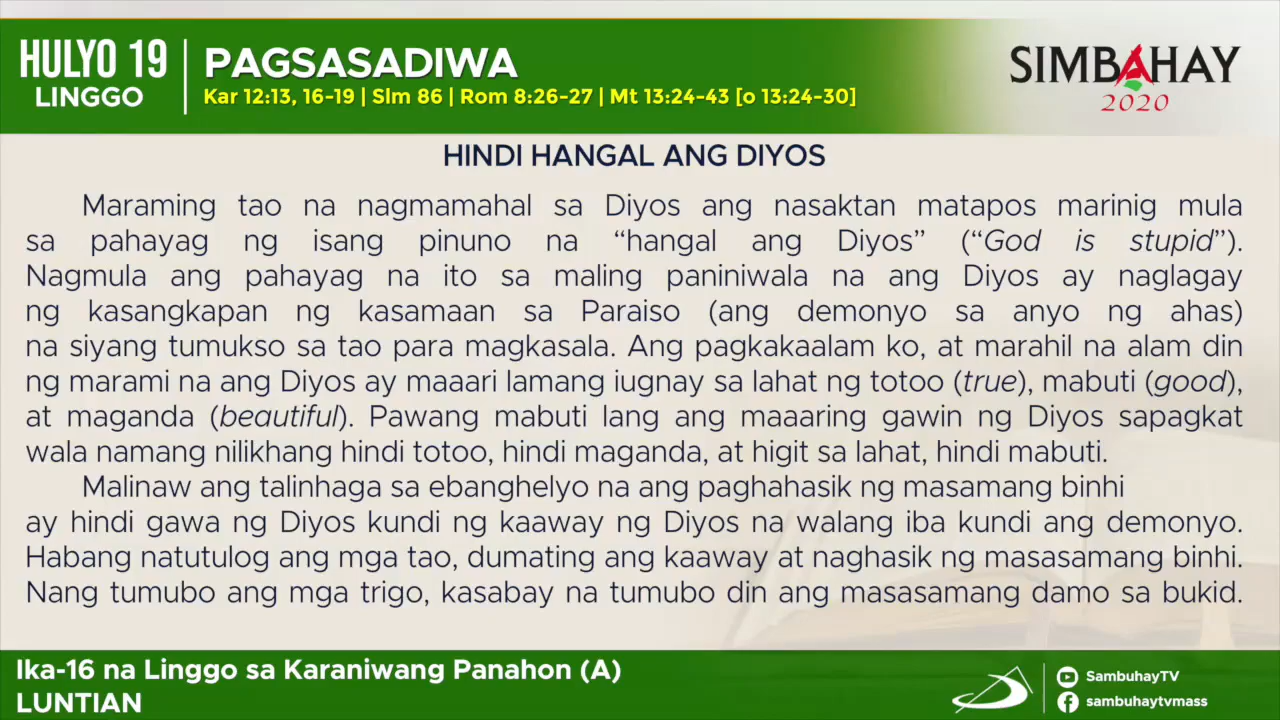 HULYO 19
LINGGO
PAGSASADIWA
Kar 12:13, 16-19 | Slm 86 | Rom 8:26-27 | Mt 13:24-43 [o 13:24-30]
SIMBAHAY
2020
HINDI HANGAL ANG DIYOS
Maraming tao na nagmamahal sa Diyos ang nasaktan matapos marinig mula
sa pahayag ng isang pinuno na “hangal ang Diyos” (“God is stupid”).
Nagmula ang pahayag na ito sa maling paniniwala na ang Diyos ay naglagay
ng kasangkapan ng kasamaan sa Paraiso (ang demonyo sa anyo ng ahas)
na siyang tumukso sa tao para magkasala. Ang pagkakaalam ko, at marahil na alam din
ng marami na ang Diyos ay maaari lamang iugnay sa lahat ng totoo (true), mabuti (good),
at maganda (beautiful). Pawang mabuti lang ang maaaring gawin ng Diyos sapagkat
wala namang nilikhang hindi totoo, hindi maganda, at higit sa lahat, hindi mabuti.
Malinaw ang talinhaga sa ebanghelyo na ang paghahasik ng masamang binhi
ay hindi gawa ng Diyos kundi ng kaaway ng Diyos na walang iba kundi ang demonyo.
Habang natutulog ang mga tao, dumating ang kaaway at naghasik ng masasamang binhi.
Nang tumubo ang mga trigo, kasabay na tumubo din ang masasamang damo sa bukid.
Ika-16 na Linggo sa Karaniwang Panahon (A)
LUNTIAN
SambuhayTV
sambuhaytvmass